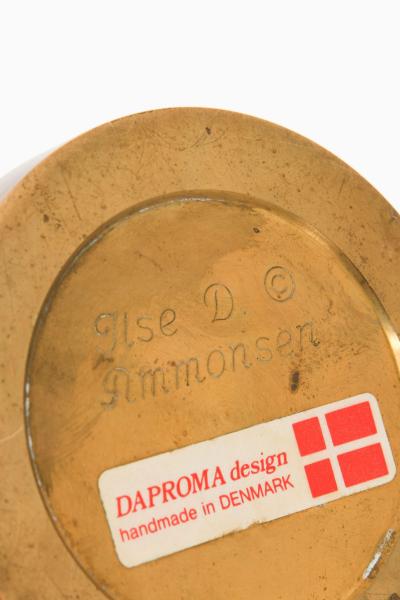 Ilse D. ©
Ammonsen
DAPROMA design
handmade in DENMARK